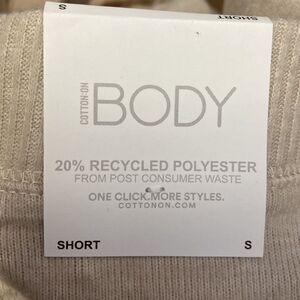 S
SHORT
COTTON:ON
BODY
20% RECYCLED POLYESTER
FROM POST CONSUMER WASTE
ONE CLICK.MORE STYLES.
COTTONON.COM
SHORT S